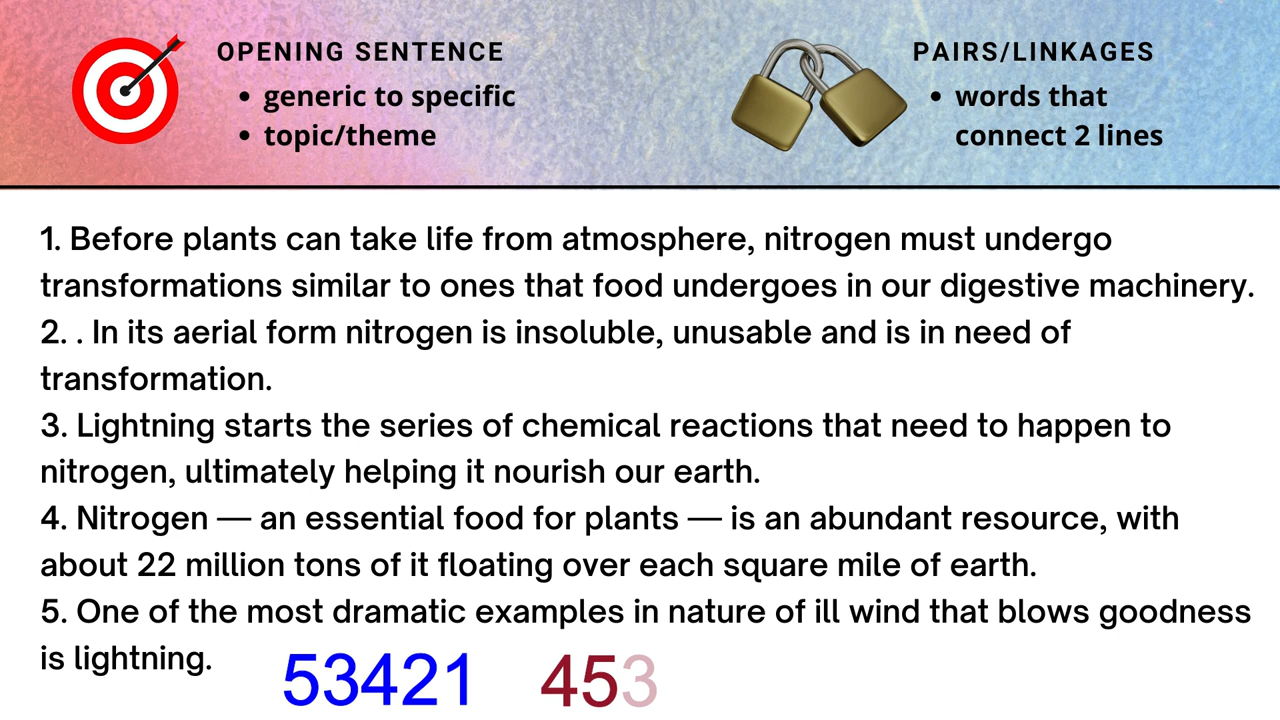 OPENING SENTENCE
• generic to specific
• topic/theme
PAIRS/LINKAGES
• words that
connect 2 lines
1. Before plants can take life from atmosphere, nitrogen must undergo
transformations similar to ones that food undergoes in our digestive machinery.
2. . In its aerial form nitrogen is insoluble, unusable and is in need of
transformation.
3. Lightning starts the series of chemical reactions that need to happen to
nitrogen, ultimately helping it nourish our earth.
4. Nitrogen — an essential food for plants — is an abundant resource, with
about 22 million tons of it floating over each square mile of earth.
5. One of the most dramatic examples in nature of ill wind that blows goodness
is lightning.
53421 453